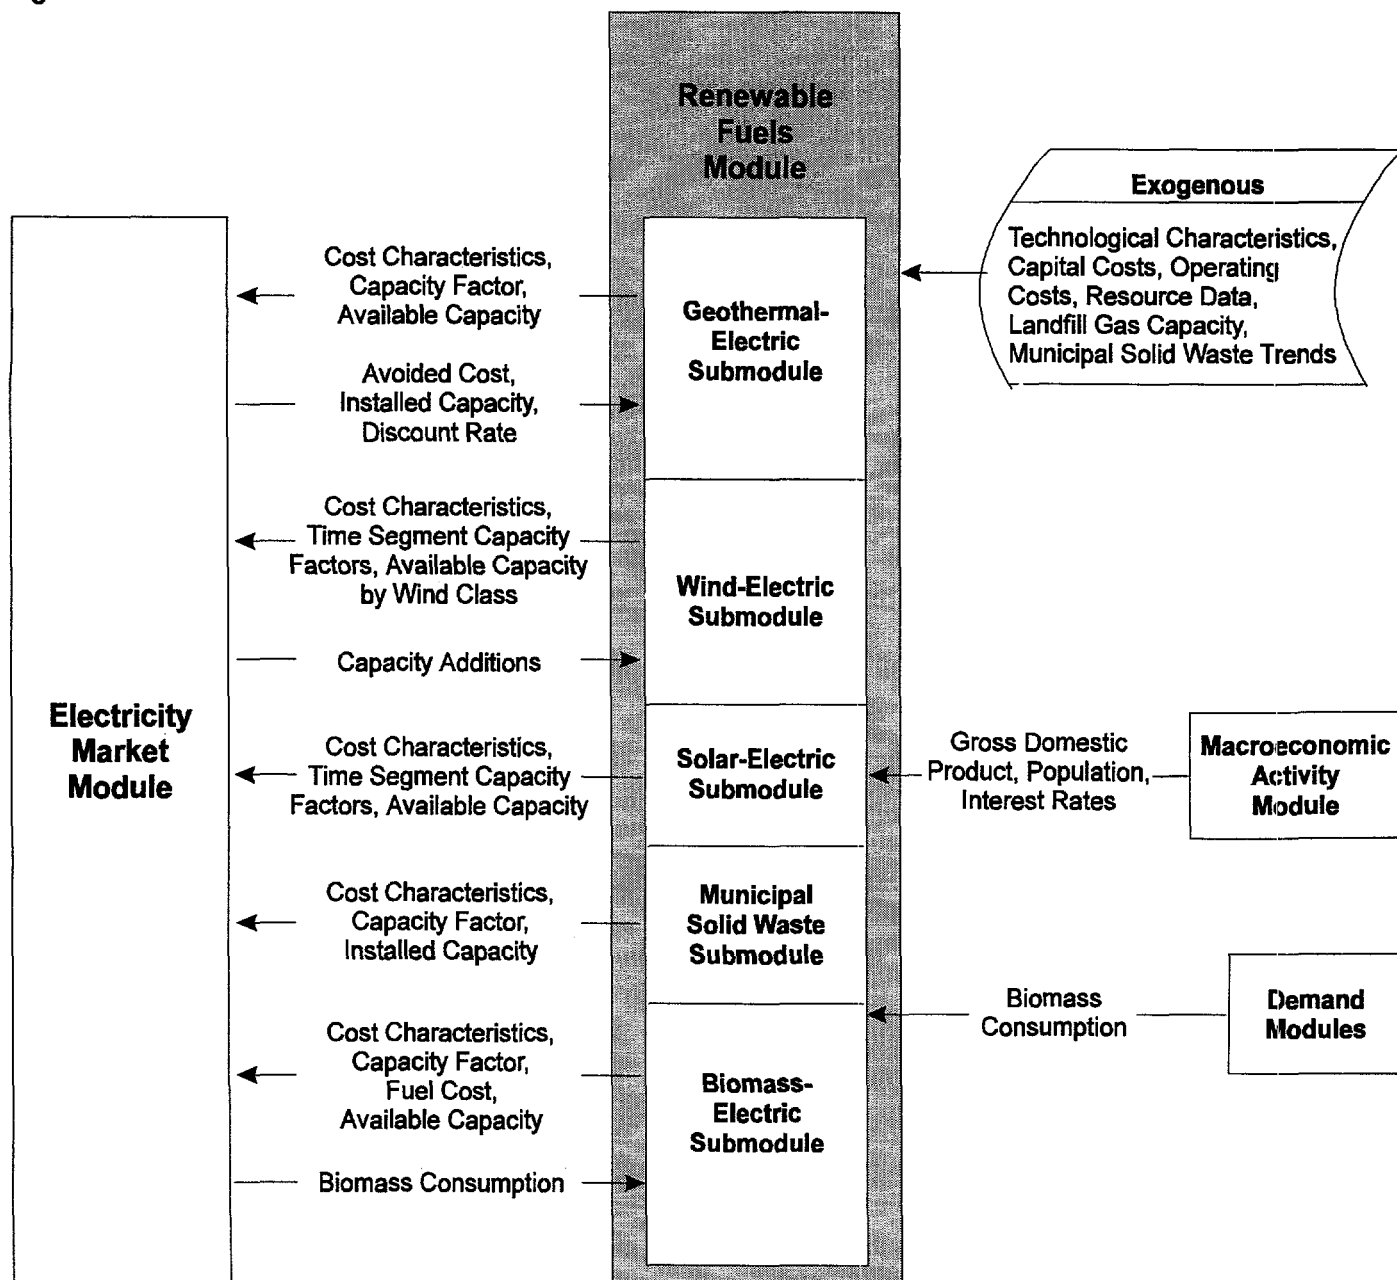 Renewable
Fuels
Module
Exogenous
Technological Characteristics,
Capital Costs, Operating
Costs, Resource Data,
Landfill Gas Capacity,
Municipal Solid Waste Trends
Electricity
Market
Module
Cost Characteristics,
Capacity Factor,
Available Capacity
Avoided Cost,
Installed Capacity,
Discount Rate
Geothermal-
Electric
Submodule
Cost Characteristics,
Time Segment Capacity
Factors, Available Capacity
by Wind Class
Capacity Additions
Wind-Electric
Submodule
Cost Characteristics,
Time Segment Capacity
Factors, Available Capacity
Solar-Electric
Submodule
Gross Domestic
Product, Population,
Interest Rates
Macroeconomic
Activity
Module
Cost Characteristics,
Capacity Factor,
Installed Capacity
Municipal
Solid Waste
Submodule
Biomass
Consumption
Demand
Modules
Cost Characteristics,
Capacity Factor,
Fuel Cost,
Available Capacity
Biomass Consumption
Biomass-
Electric
Submodule